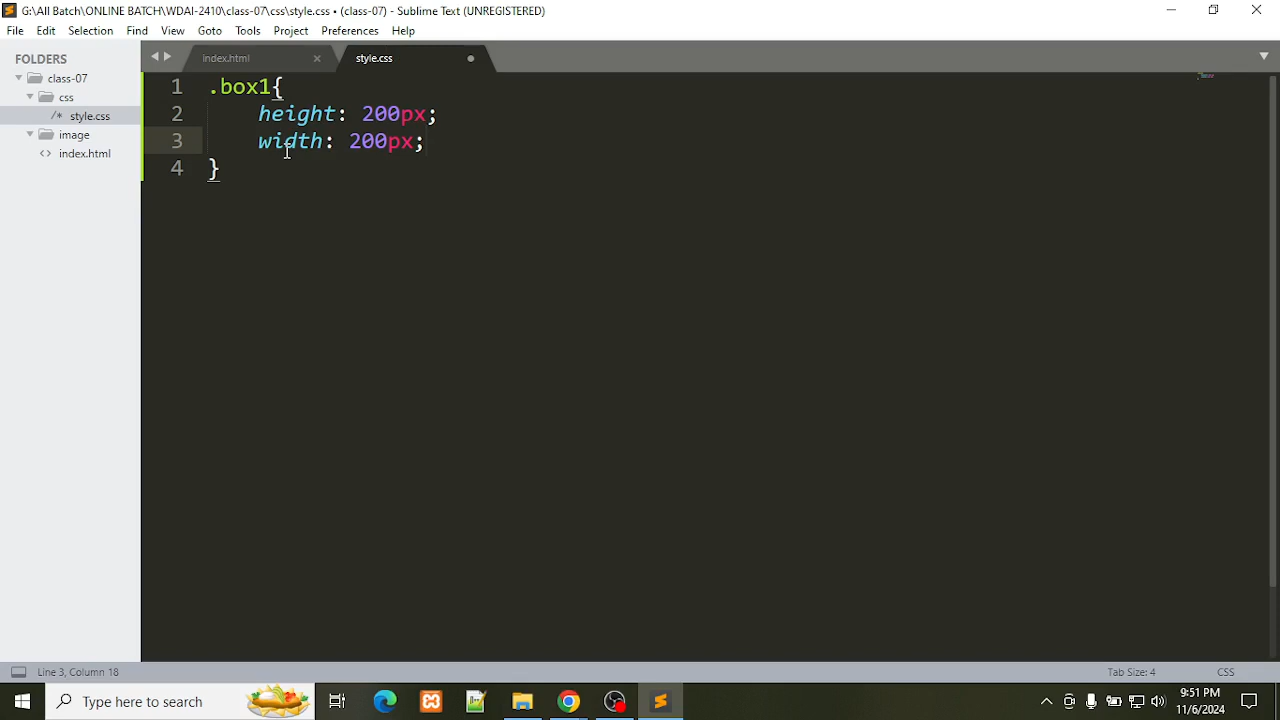 G:\All Batch\ONLINE BATCH\WDAI-2410\class-07\css\style.css • (class-07) - Sublime Text (UNREGISTERED)
File Edit Selection Find View Goto Tools Project Preferences Help
FOLDERS
class-07
css
/* style.css
image
<> index.html
index.html
style.css
1 .box1{
2 height: 200px;
3 width: 200px;
4 }
Line 3, Column 18
Tab Size: 4
CSS
Type here to search
9:51 PM
11/6/2024